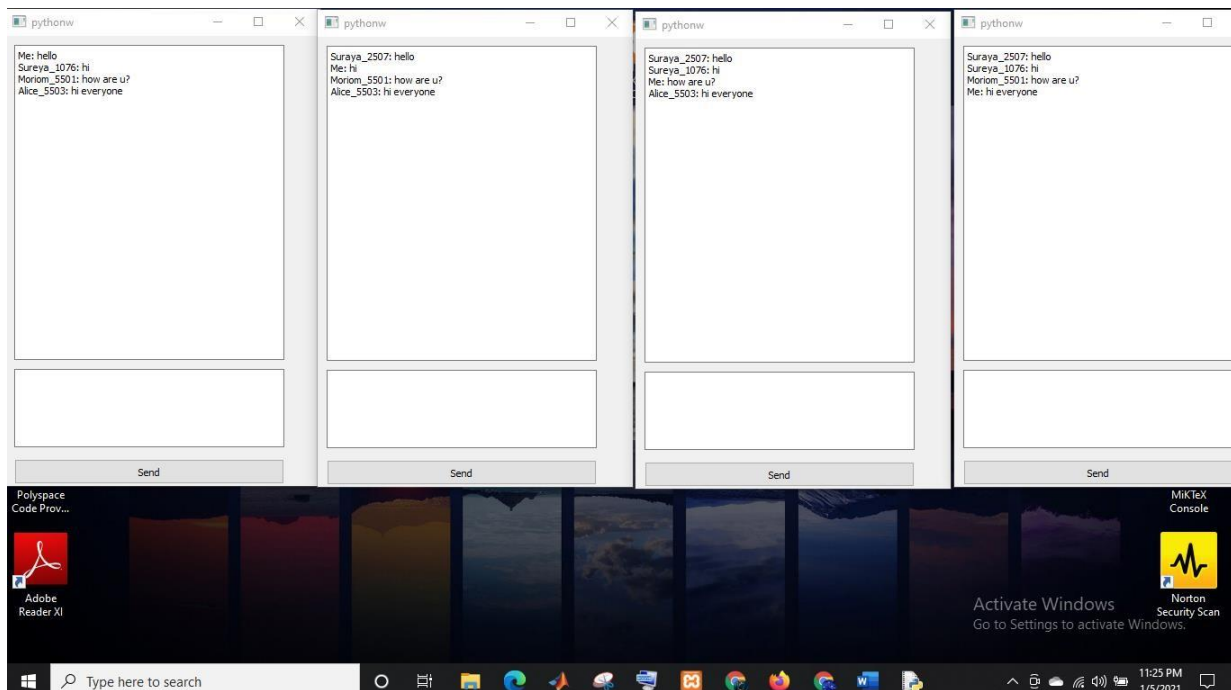 pythonw
Me: hello
Sureya_1076: hi
Moriom_5501: how are u?
Alice_5503: hi everyone
Send
pythonw
Suraya_2507: hello
Me: hi
Moriom_5501: how are u?
Alice_5503: hi everyone
Send
pythonw
Suraya_2507: hello
Sureya_1076: hi
Me: how are u?
Alice_5503: hi everyone
Send
pythonw
Suraya_2507: hello
Sureya_1076: hi
Moriom_5501: how are u?
Me: hi everyone
Send
Polyspace
Code Prov...
Adobe
Reader XI
MiKTeX
Console
Norton
Security Scan
Activate Windows
Go to Settings to activate Windows.
Type here to search
11:25 PM
1/5/2021